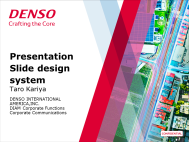 DENSO
Crafting the Core
Presentation
Slide design
system
Taro Kariya
DENSO INTERNATIONAL
AMERICA,INC.
DIAM Corporate Functions
Corporate Communications
CONFIDENTIAL